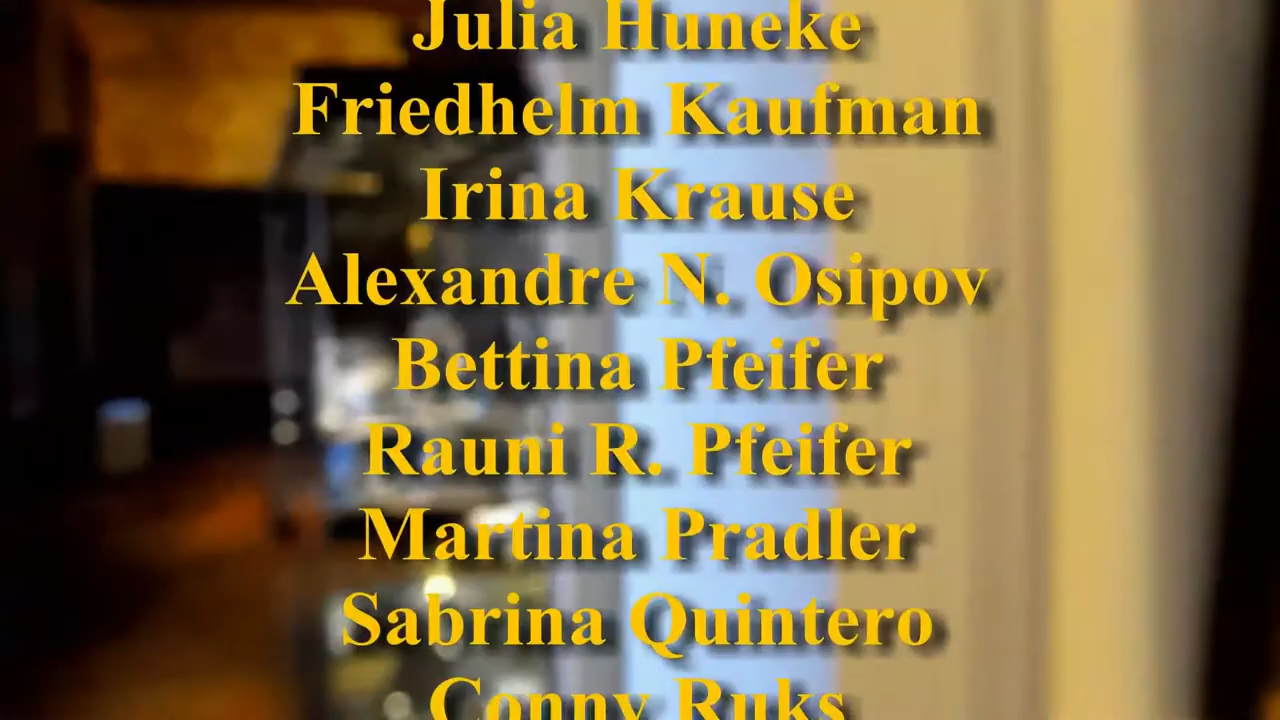 Julia Huneke
Friedhelm Kaufman
Irina Krause
Alexandre N. Osipov
Bettina Pfeifer
Rauni R. Pfeifer
Martina Pradler
Sabrina Quintero
Conny Ruks